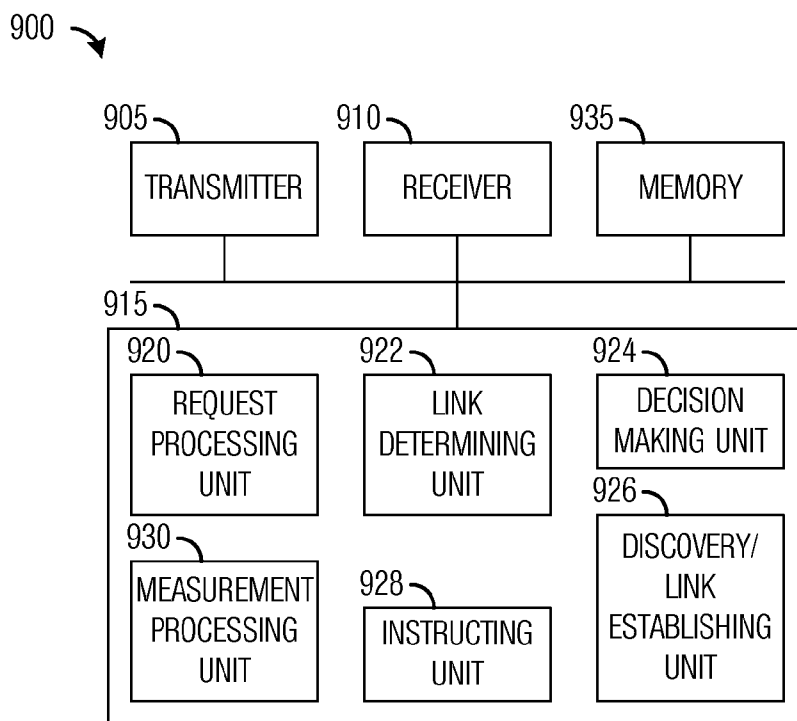 900
905
910
935
TRANSMITTER
RECEIVER
MEMORY
915
920
922
924
REQUEST
PROCESSING
UNIT
LINK
DETERMINING
UNIT
DECISION
MAKING UNIT
930
928
926
MEASUREMENT
PROCESSING
UNIT
INSTRUCTING
UNIT
DISCOVERY/
LINK
ESTABLISHING
UNIT